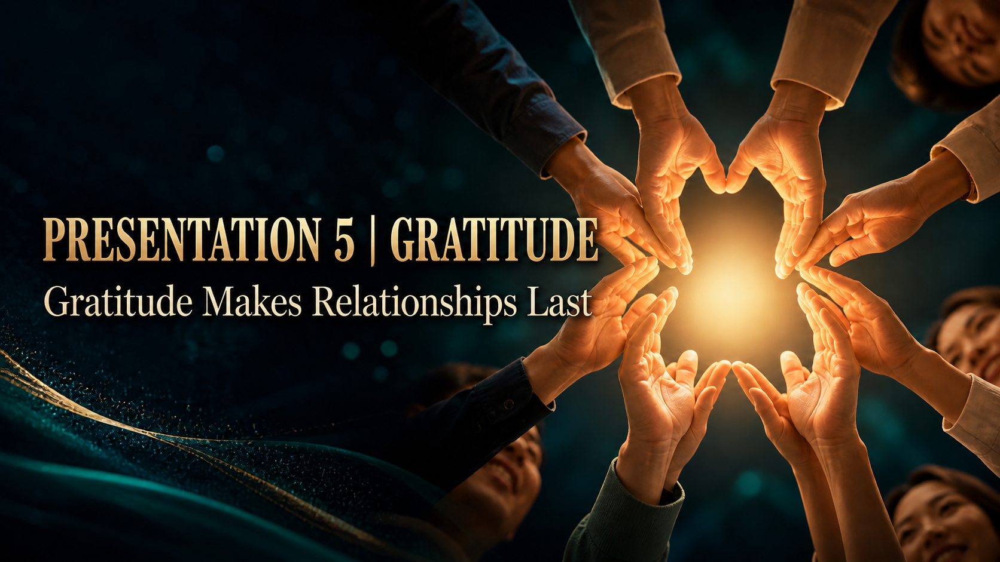 PRESENTATION 5 | GRATITUDE
Gratitude Makes Relationships Last